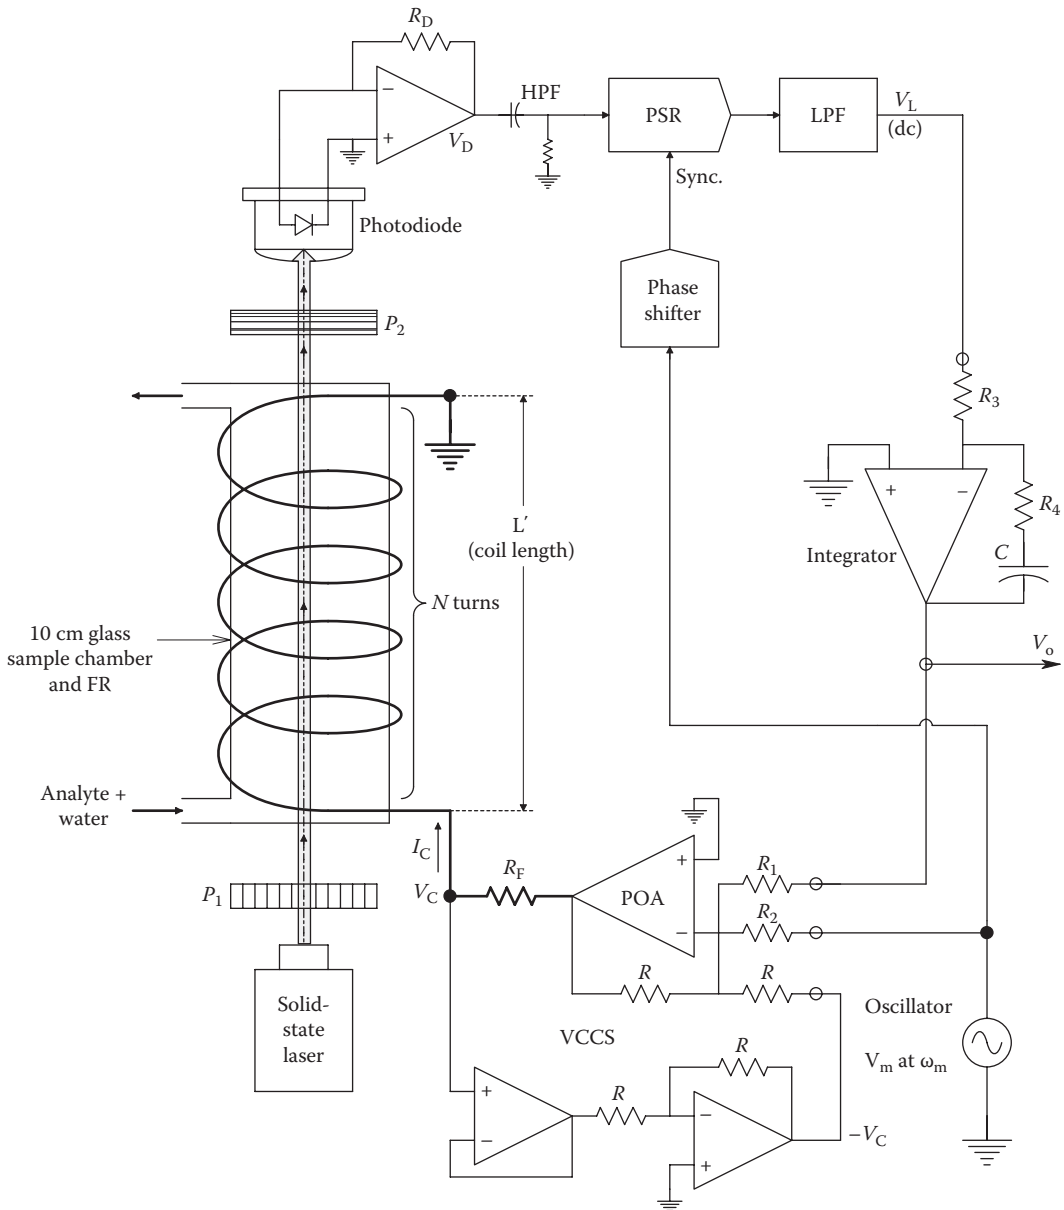 R_D
−
+
V_D
HPF
PSR
LPF
V_L
(dc)
Sync.
Photodiode
Phase
shifter
P_2
R_3
+
−
R_4
C
Integrator
L′
(coil length)
N turns
10 cm glass
sample chamber
and FR
V_o
Analyte +
water
I_C
R_F
V_C
P_1
+
POA
−
R_1
R_2
R
R
Solid-
state
laser
Oscillator
VCCS
V_m at ω_m
R
R
+
−
−
+
−V_C